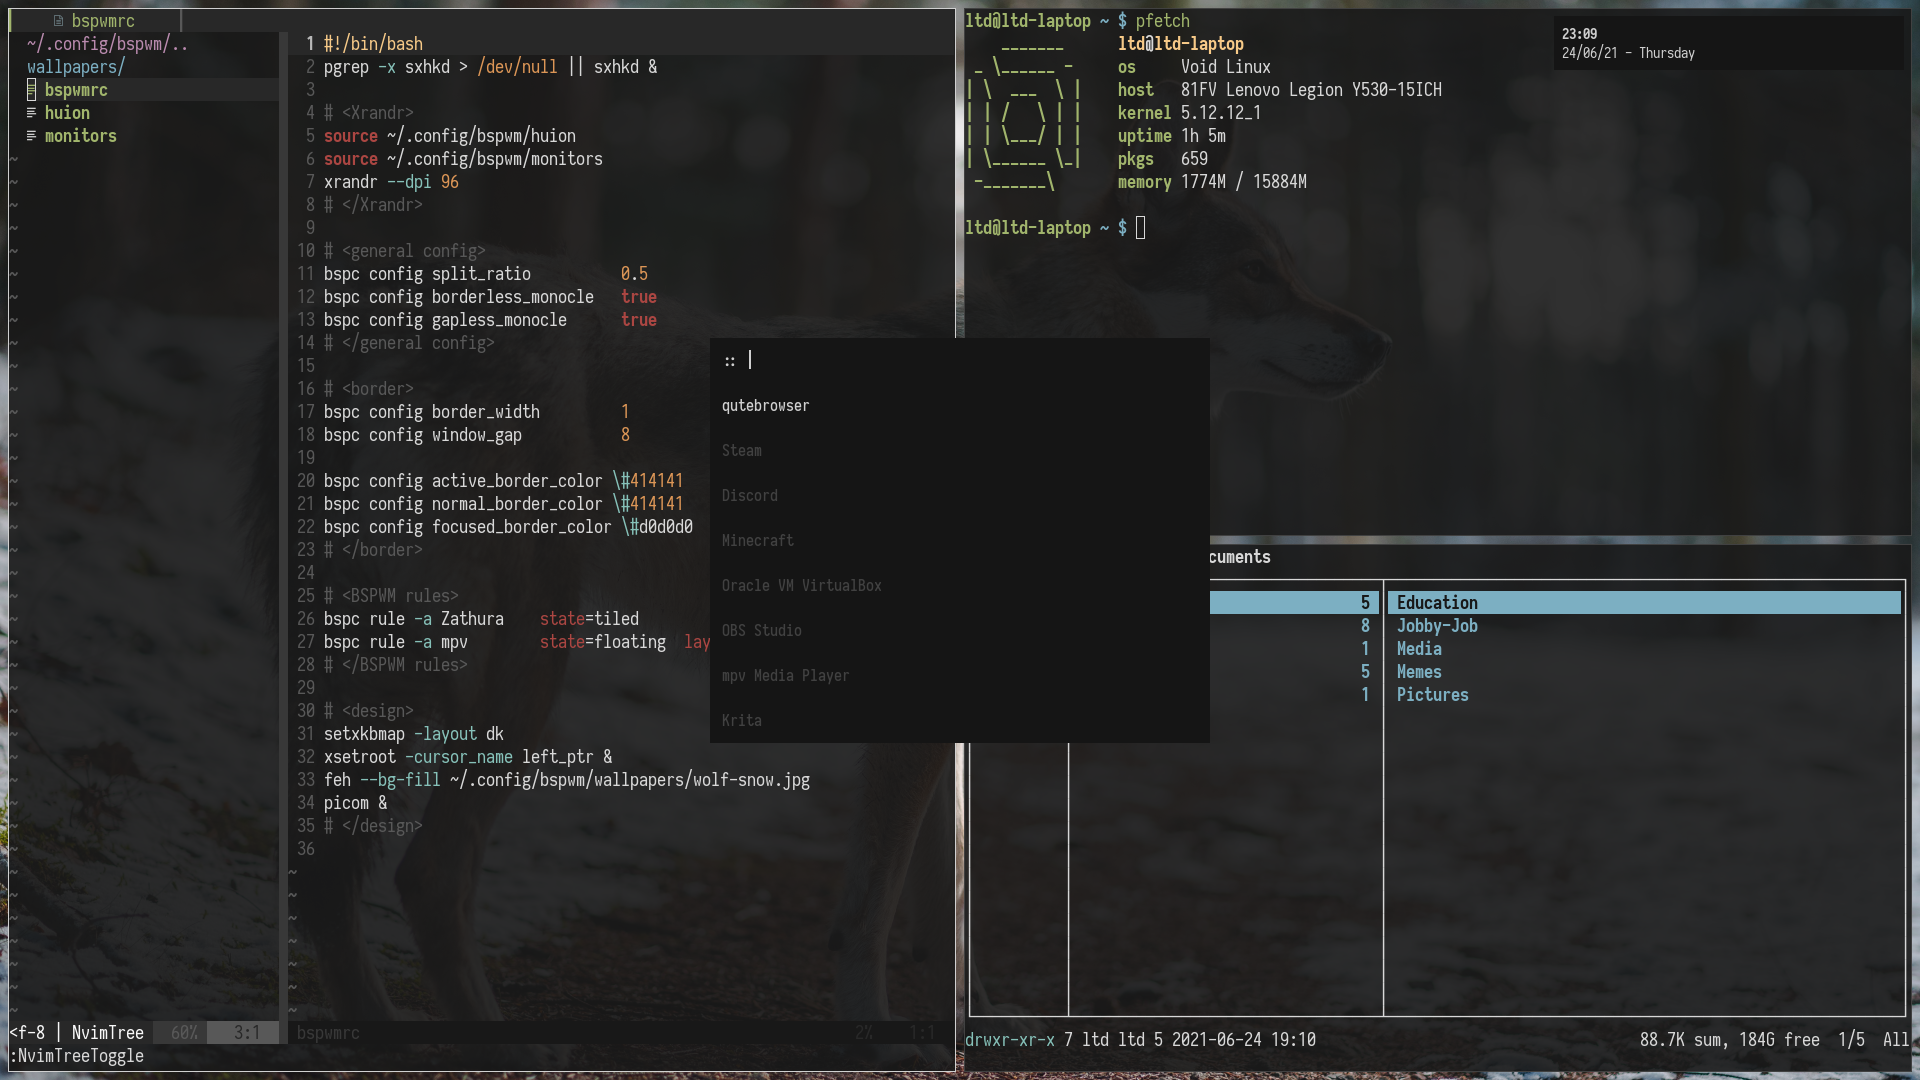 bspwmrc
~/.config/bspwm/..
wallpapers/
bspwmrc
huion
monitors
1 #!/bin/bash
2 pgrep -x sxhkd > /dev/null || sxhkd &
3
4 # <Xrandr>
5 source ~/.config/bspwm/huion
6 source ~/.config/bspwm/monitors
7 xrandr --dpi 96
8 # </Xrandr>
9
10 # <general config>
11 bspc config split_ratio 0.5
12 bspc config borderless_monocle true
13 bspc config gapless_monocle true
14 # </general config>
15
16 # <border>
17 bspc config border_width 1
18 bspc config window_gap 8
19
20 bspc config active_border_color \#414141
21 bspc config normal_border_color \#414141
22 bspc config focused_border_color \#d0d0d0
23 # </border>
24
25 # <BSPWM rules>
26 bspc rule -a Zathura state=tiled
27 bspc rule -a mpv state=floating lay
28 # </BSPWM rules>
29
30 # <design>
31 setxkbmap -layout dk
32 xsetroot -cursor_name left_ptr &
33 feh --bg-fill ~/.config/bspwm/wallpapers/wolf-snow.jpg
34 picom &
35 # </design>
36
<f-8 | NvimTree 60% 3:1 bspwmrc 2% 1:1
:NvimTreeToggle
ltd@ltd-laptop ~ $ pfetch
ltd@ltd-laptop
os Void Linux
host 81FV Lenovo Legion Y530-15ICH
kernel 5.12.12_1
uptime 1h 5m
pkgs 659
memory 1774M / 15884M
ltd@ltd-laptop ~ $
23:09
24/06/21 - Thursday
:: |
qutebrowser
Steam
Discord
Minecraft
Oracle VM VirtualBox
OBS Studio
mpv Media Player
Krita
cuments
5 Education
8 Jobby-Job
1 Media
5 Memes
1 Pictures
drwxr-xr-x 7 ltd ltd 5 2021-06-24 19:10 88.7K sum, 184G free 1/5 All